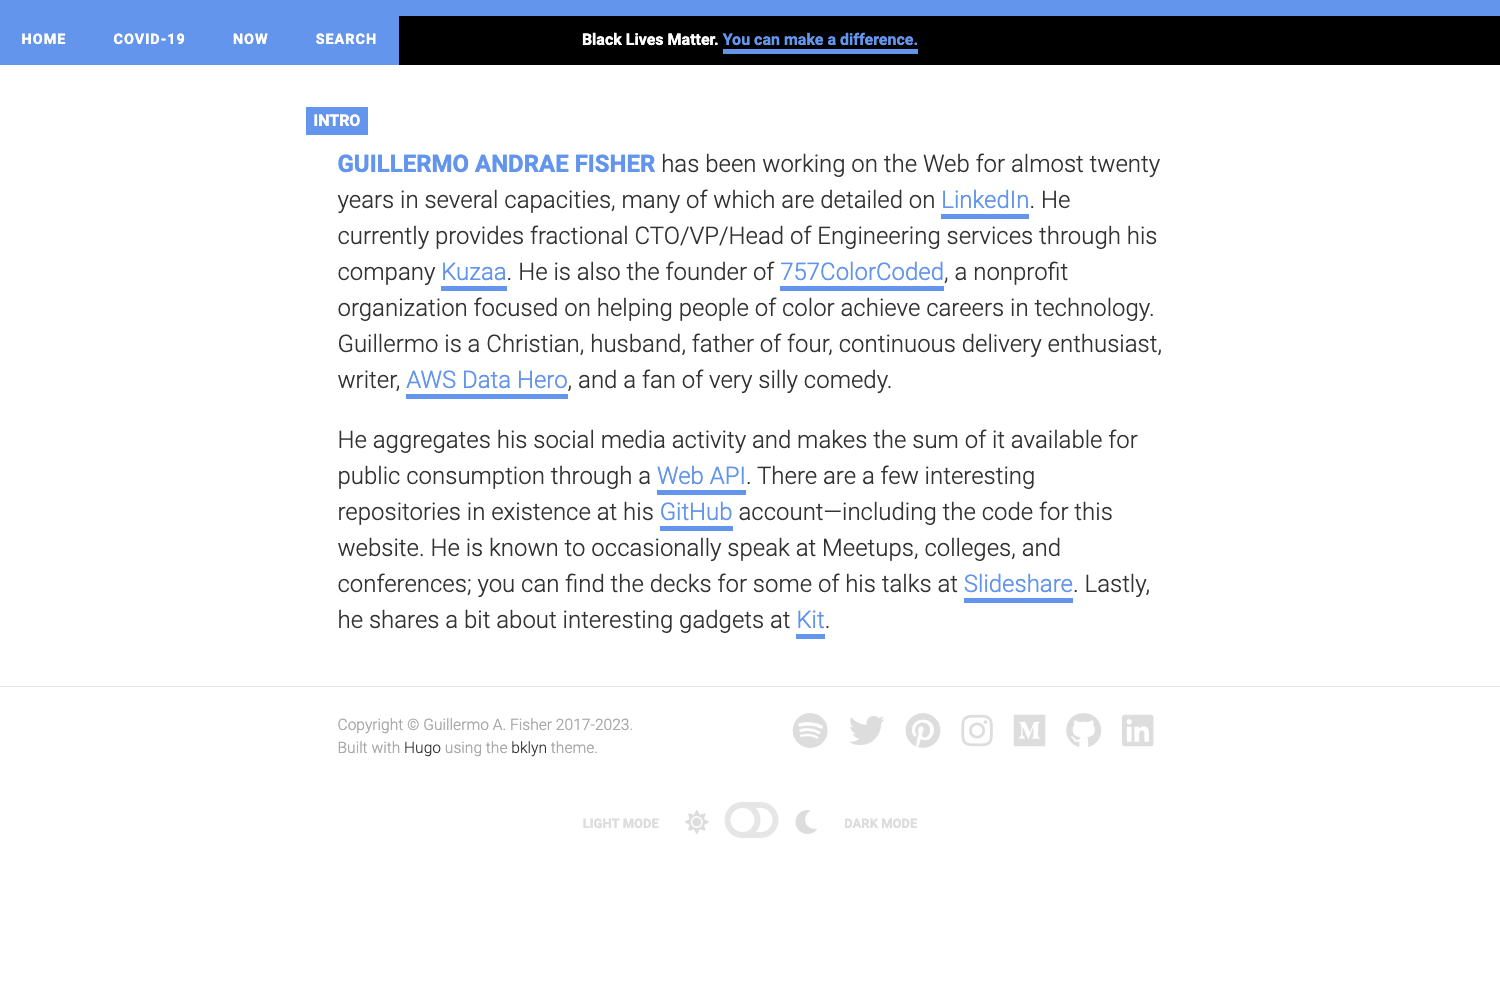 HOME COVID-19 NOW SEARCH
Black Lives Matter. You can make a difference.
INTRO
GUILLERMO ANDRAE FISHER has been working on the Web for almost twenty
years in several capacities, many of which are detailed on LinkedIn. He
currently provides fractional CTO/VP/Head of Engineering services through his
company Kuzaa. He is also the founder of 757ColorCoded, a nonprofit
organization focused on helping people of color achieve careers in technology.
Guillermo is a Christian, husband, father of four, continuous delivery enthusiast,
writer, AWS Data Hero, and a fan of very silly comedy.
He aggregates his social media activity and makes the sum of it available for
public consumption through a Web API. There are a few interesting
repositories in existence at his GitHub account—including the code for this
website. He is known to occasionally speak at Meetups, colleges, and
conferences; you can find the decks for some of his talks at Slideshare. Lastly,
he shares a bit about interesting gadgets at Kit.
Copyright © Guillermo A. Fisher 2017-2023.
Built with Hugo using the bklyn theme.
LIGHT MODE DARK MODE